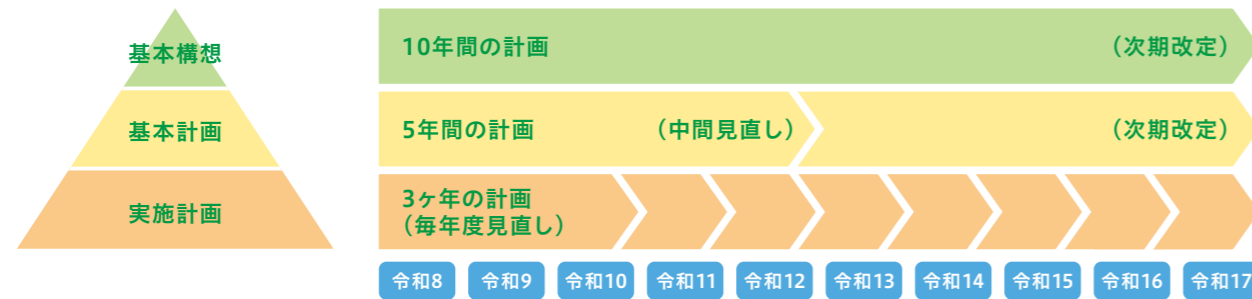 基本構想
10年間の計画 (次期改定)
基本計画
5年間の計画 (中間見直し) (次期改定)
実施計画
3ヶ年の計画
(毎年度見直し)
令和8 令和9 令和10 令和11 令和12 令和13 令和14 令和15 令和16 令和17